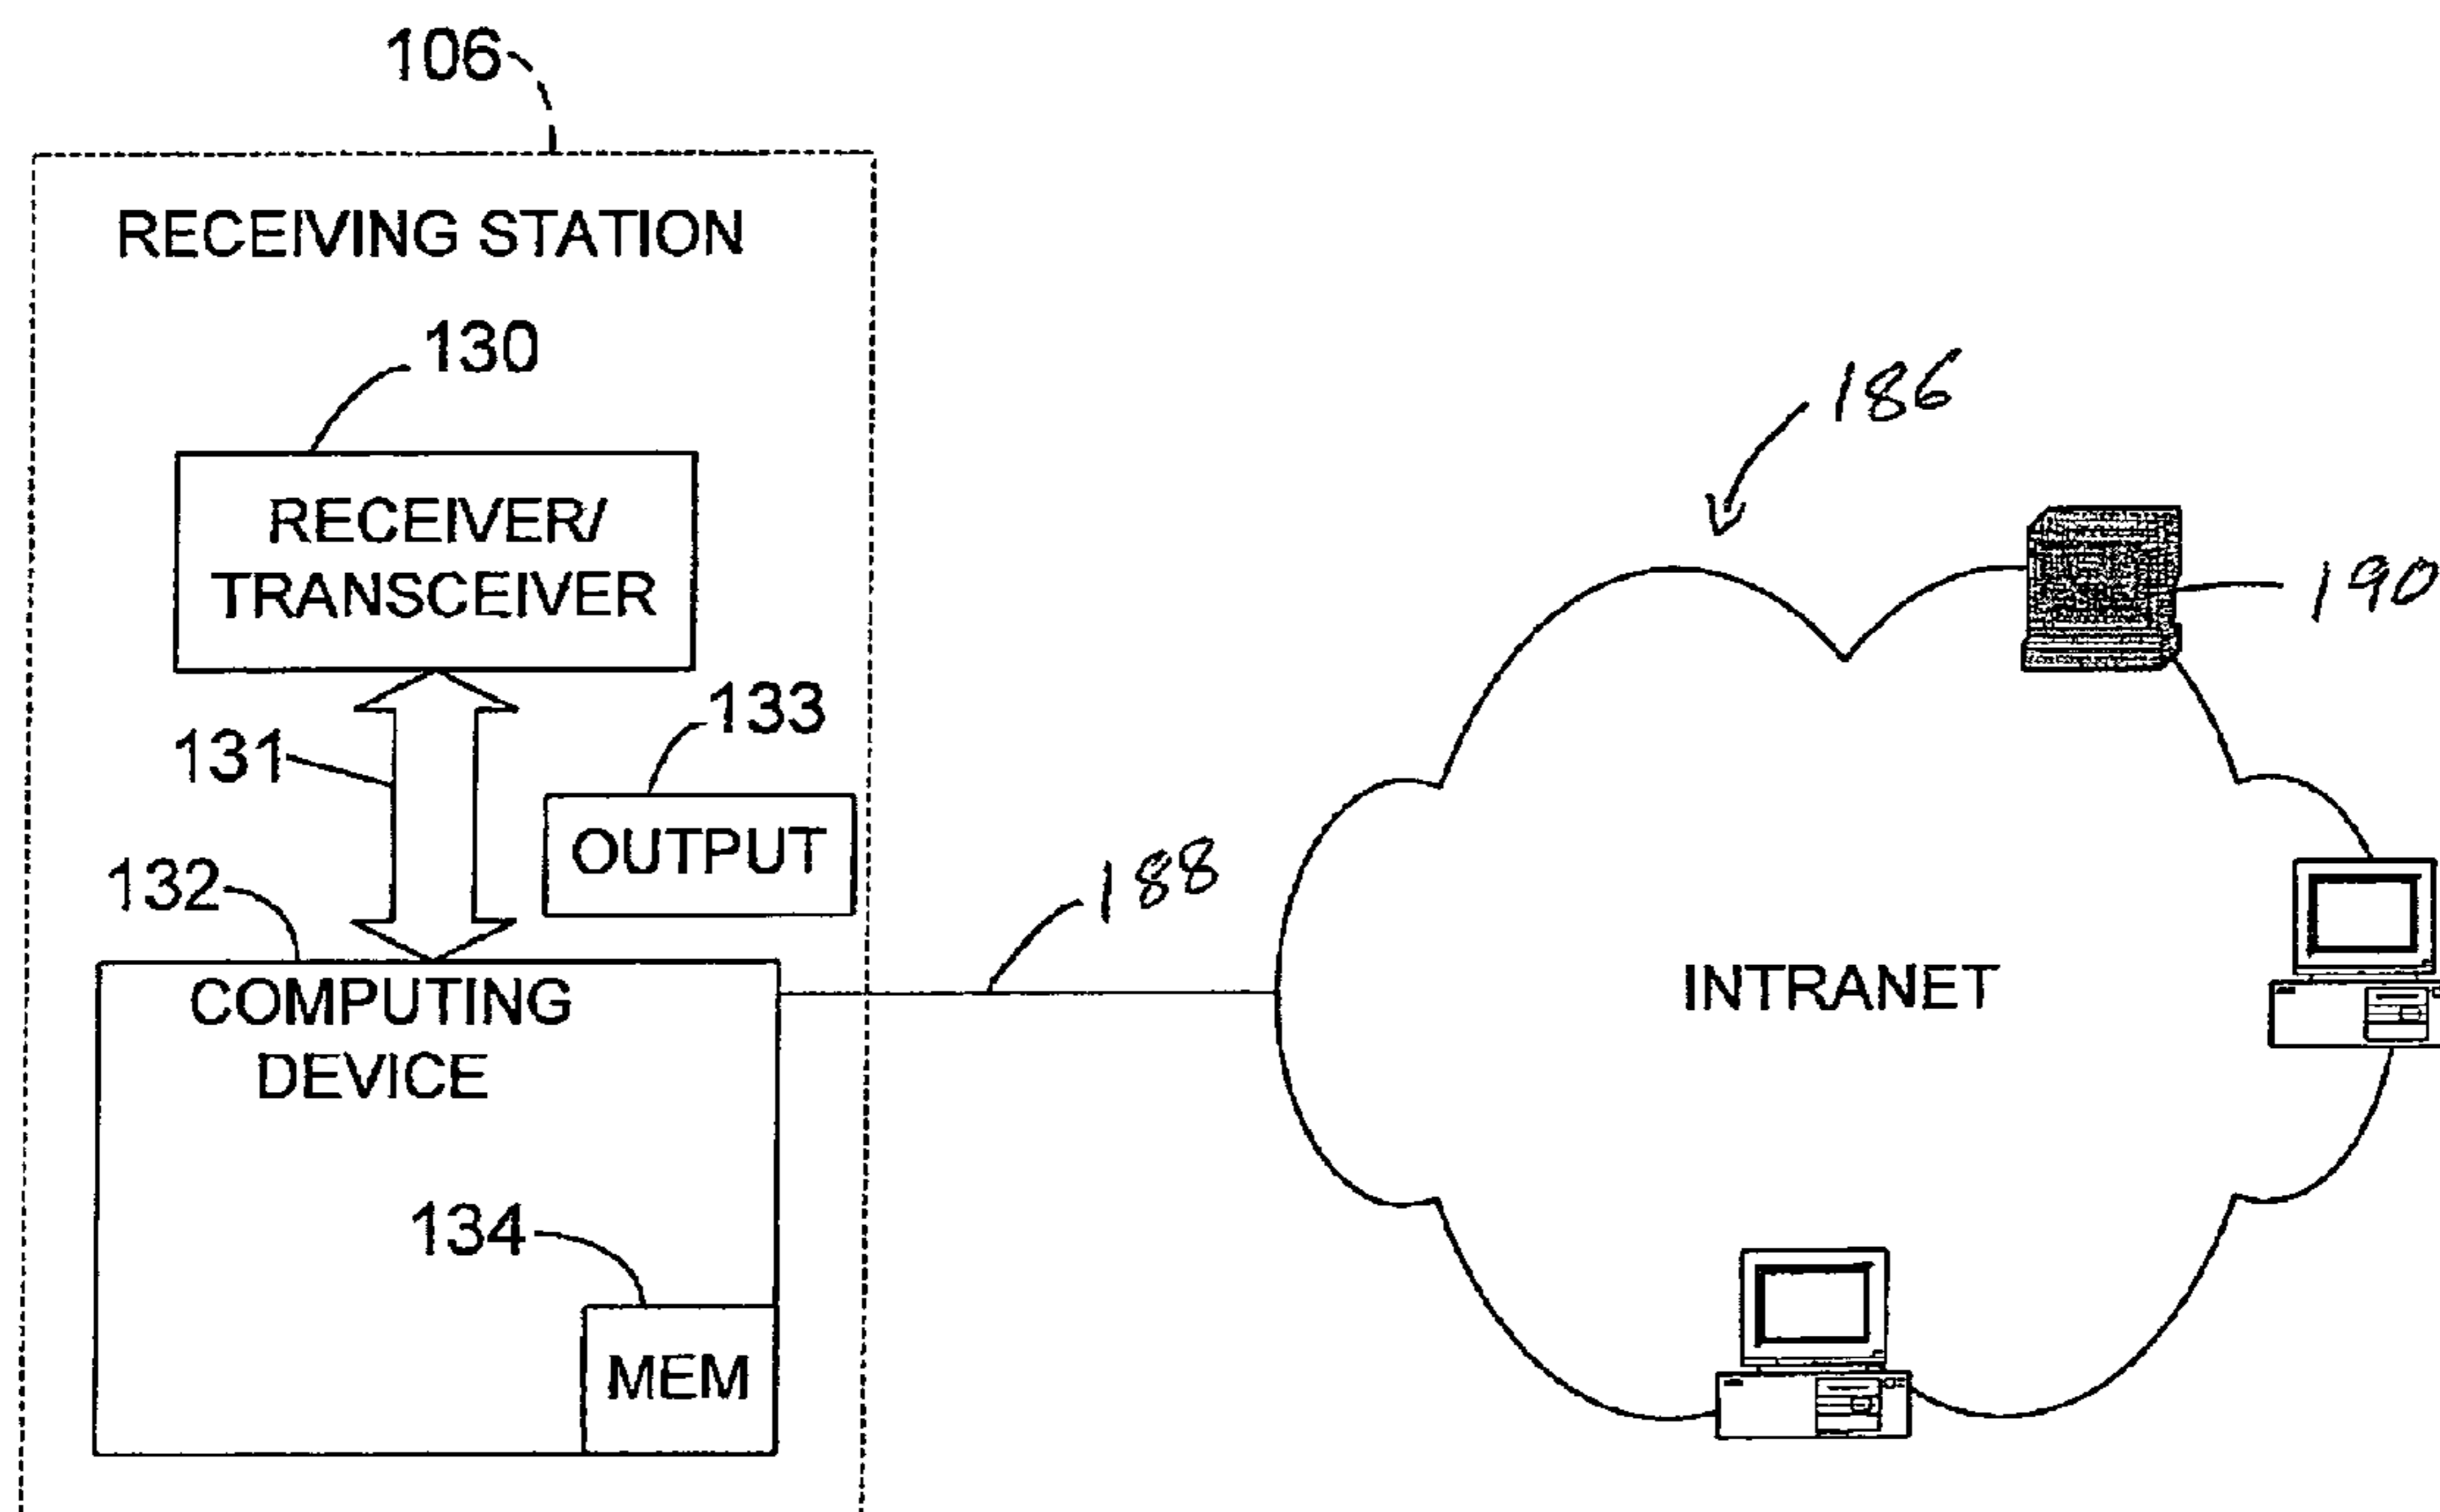 106
RECEIVING STATION
130
RECEIVER/
TRANSCEIVER
131
133
OUTPUT
132
COMPUTING
DEVICE
134
MEM
188
186
190
INTRANET